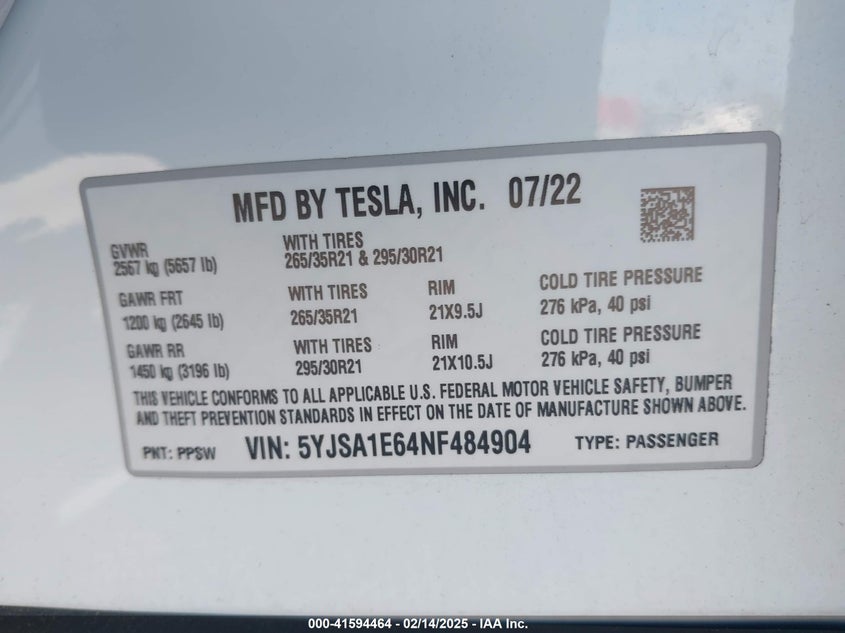 MFD BY TESLA, INC. 07/22
GVWR
2567 kg (5657 lb)
WITH TIRES
265/35R21 & 295/30R21
GAWR FRT
1200 kg (2645 lb)
WITH TIRES
265/35R21
RIM
21X9.5J
COLD TIRE PRESSURE
276 kPa, 40 psi
GAWR RR
1450 kg (3196 lb)
WITH TIRES
295/30R21
RIM
21X10.5J
COLD TIRE PRESSURE
276 kPa, 40 psi
THIS VEHICLE CONFORMS TO ALL APPLICABLE U.S. FEDERAL MOTOR VEHICLE SAFETY, BUMPER
AND THEFT PREVENTION STANDARDS IN EFFECT ON THE DATE OF MANUFACTURE SHOWN ABOVE.
PNT: PPSW VIN: 5YJSA1E64NF484904 TYPE: PASSENGER
000-41594464 - 02/14/2025 - IAA Inc.